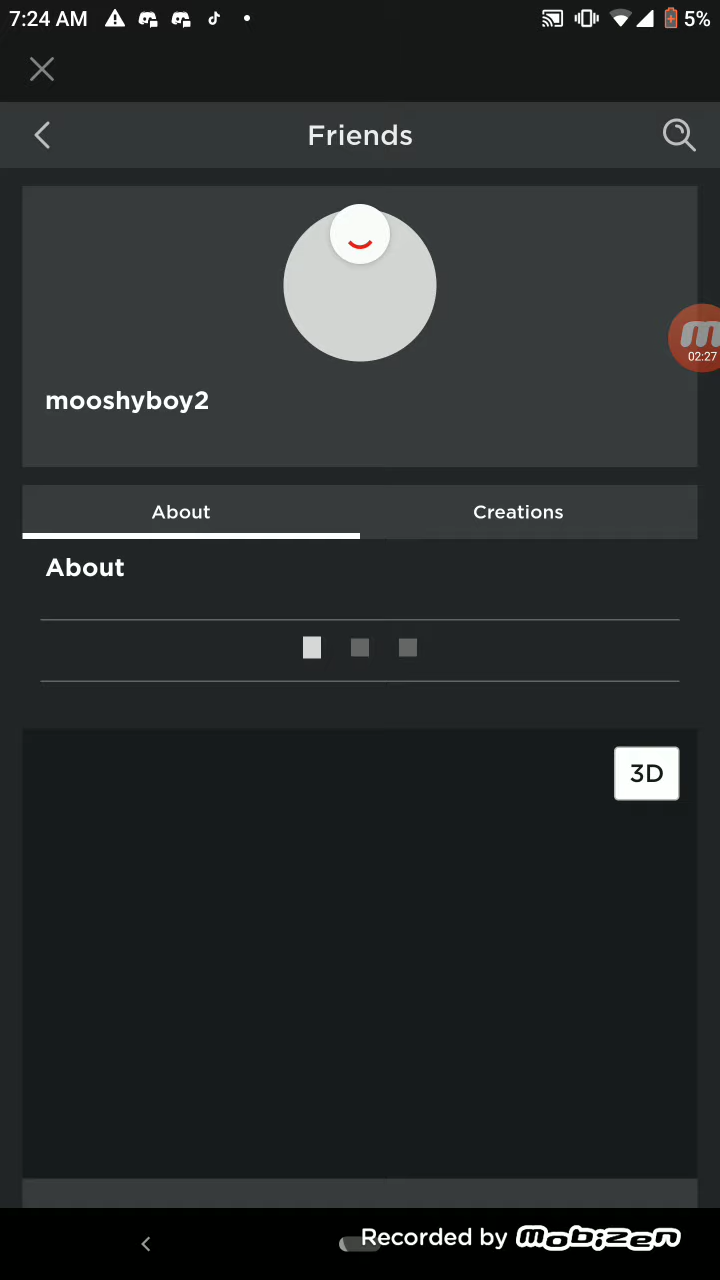 7:24 AM
5%
Friends
02:27
mooshyboy2
About
Creations
About
3D
Recorded by mobizen